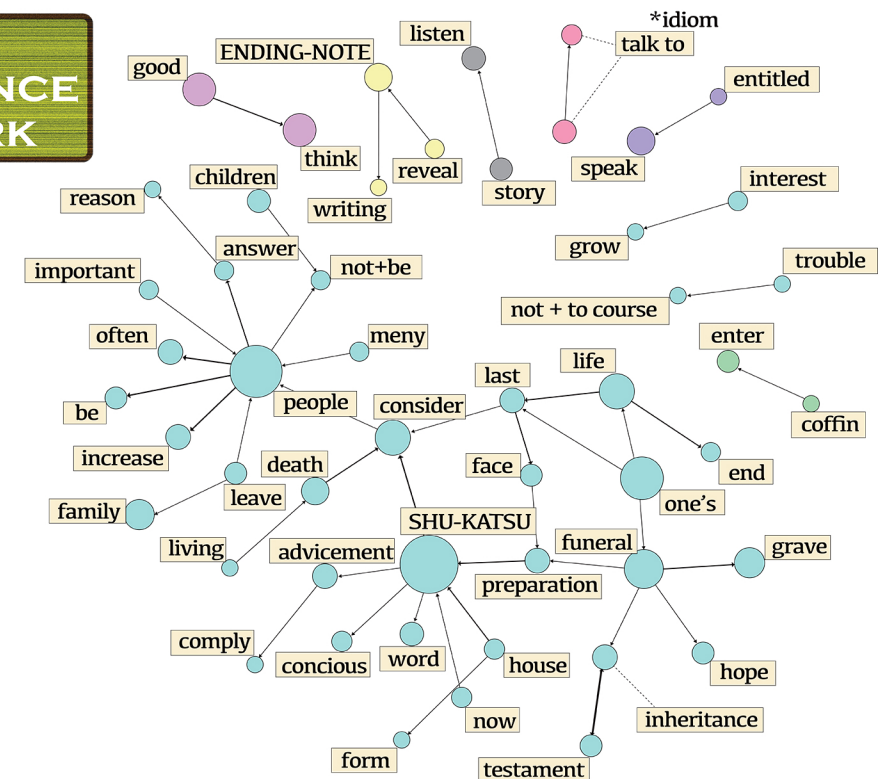 NCE
RK
*idiom
listen
talk to
ENDING-NOTE
good
entitled
think
reveal
speak
children
story
interest
reason
writing
answer
grow
important
not+be
trouble
not + to course
often
meny
enter
life
last
be
people
consider
coffin
increase
death
face
end
leave
one's
family
SHU-KATSU
living
advicement
funeral
grave
preparation
comply
concious
word
house
hope
now
inheritance
form
testament